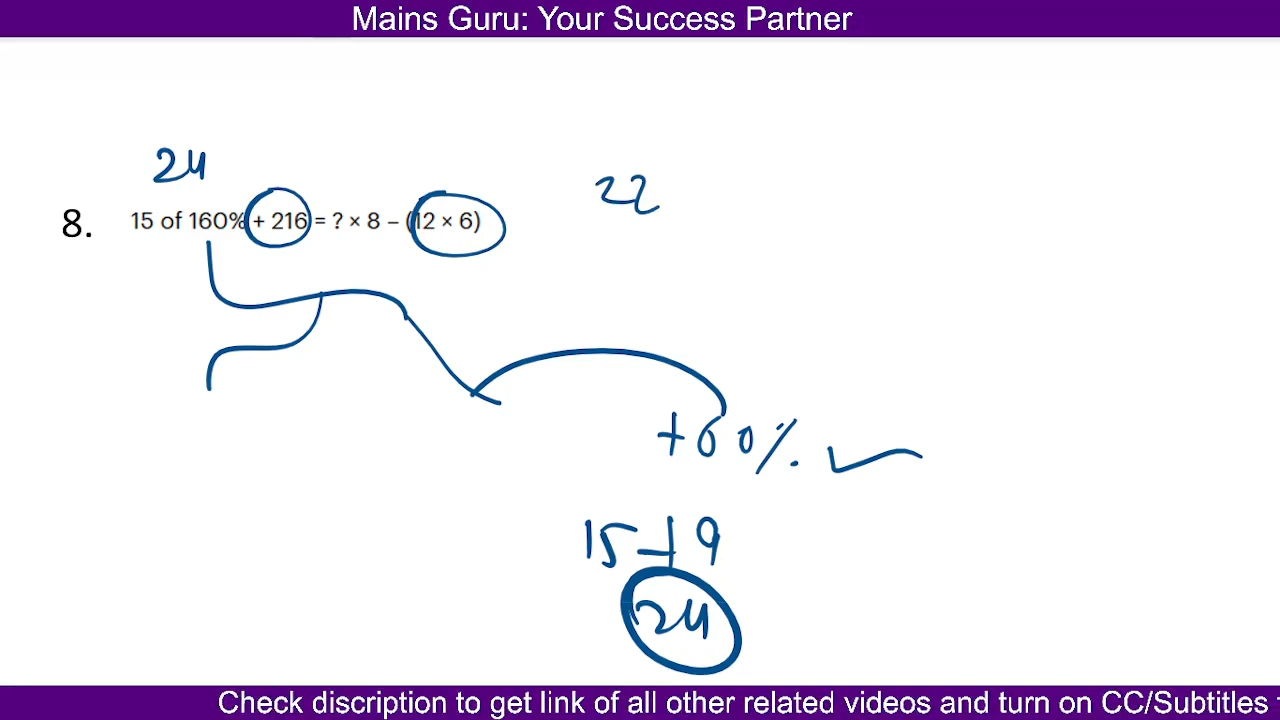 Mains Guru: Your Success Partner
24
22
8. 15 of 160% + 216 = ? × 8 – (12 × 6)
+60%.
15+9
24
Check discription to get link of all other related videos and turn on CC/Subtitles